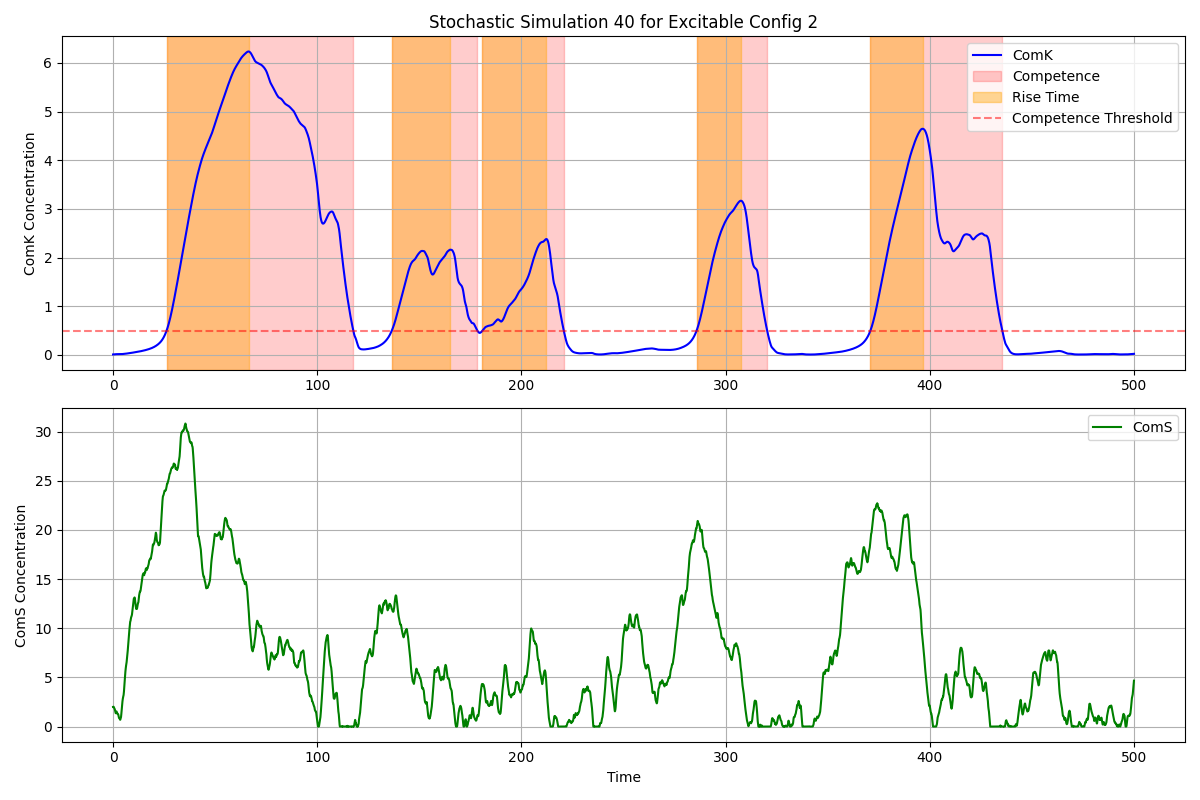 Stochastic Simulation 40 for Excitable Config 2
ComK Concentration
6
5
4
3
2
1
0
ComK
Competence
Rise Time
Competence Threshold
0 100 200 300 400 500
ComS Concentration
30
25
20
15
10
5
0
ComS
0 100 200 300 400 500
Time